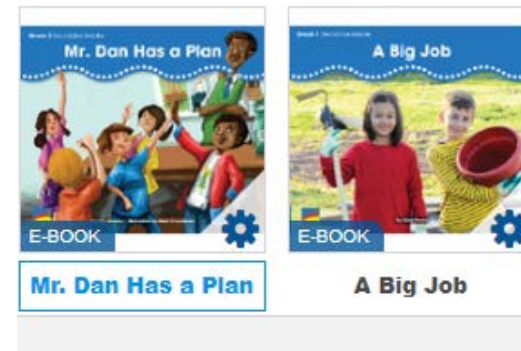 Mr. Dan Has a Plan
A Big Job
E-BOOK
E-BOOK
Mr. Dan Has a Plan
A Big Job